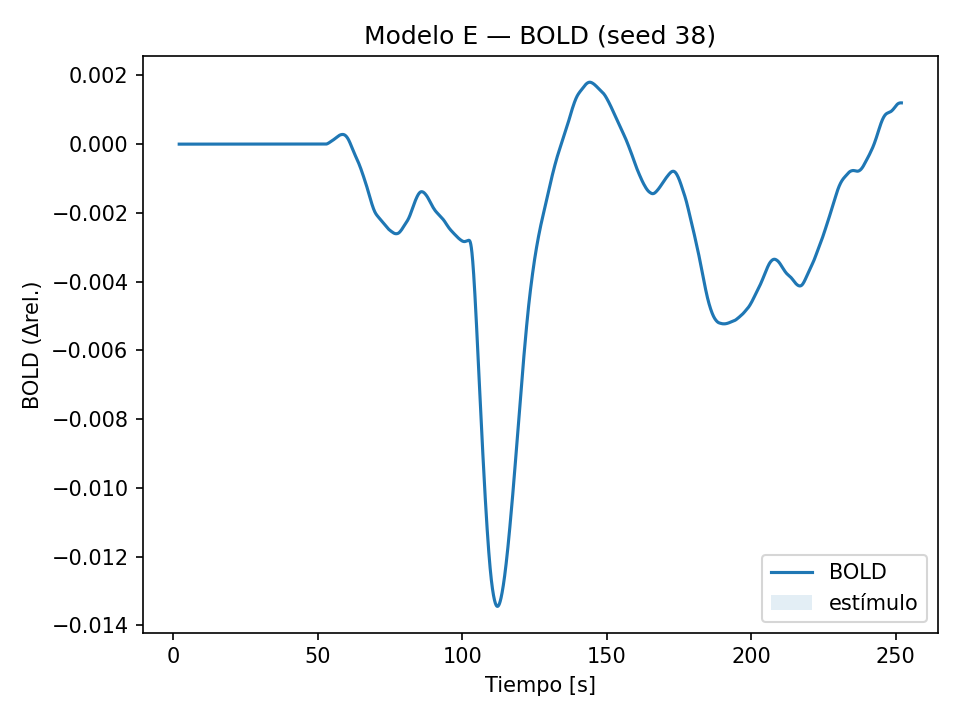 Modelo E — BOLD (seed 38)
BOLD (Δrel.)
0.002
0.000
−0.002
−0.004
−0.006
−0.008
−0.010
−0.012
−0.014
0 50 100 150 200 250
Tiempo [s]
BOLD
estímulo